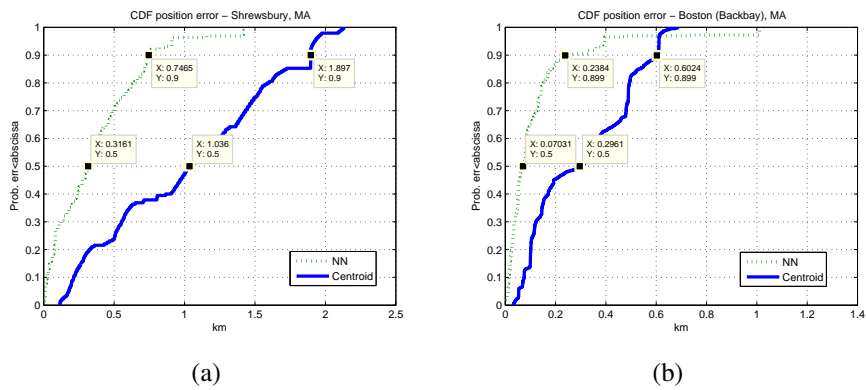 CDF position error – Shrewsbury, MA
1
0.9
0.8
0.7
0.6
0.5
0.4
0.3
0.2
0.1
0
Prob. err<abscissa
X: 0.7465
Y: 0.9
X: 1.897
Y: 0.9
X: 0.3161
Y: 0.5
X: 1.036
Y: 0.5
NN
Centroid
0 0.5 1 1.5 2 2.5
km
(a)
CDF position error – Boston (Backbay), MA
1
0.9
0.8
0.7
0.6
0.5
0.4
0.3
0.2
0.1
0
Prob. err<abscissa
X: 0.2384
Y: 0.899
X: 0.6024
Y: 0.899
X: 0.07031
Y: 0.5
X: 0.2961
Y: 0.5
NN
Centroid
0 0.2 0.4 0.6 0.8 1 1.2 1.4
km
(b)